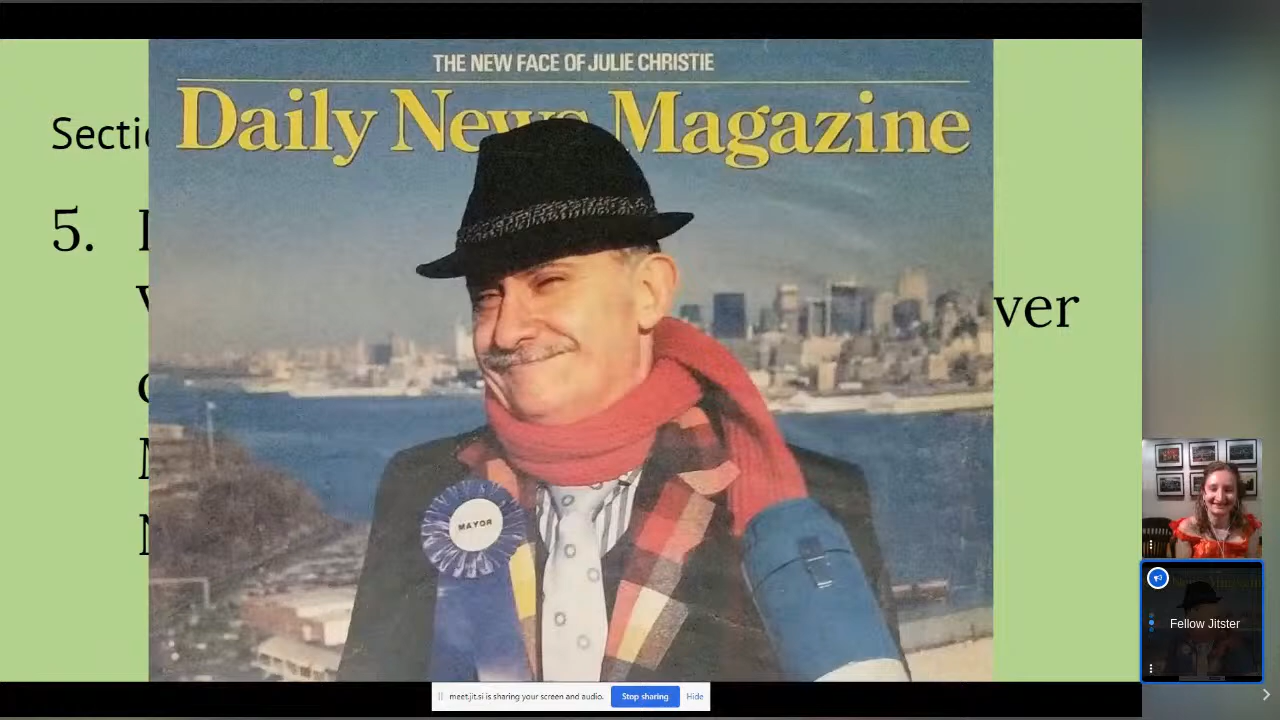 THE NEW FACE OF JULIE CHRISTIE
Daily News Magazine
Secti
5.
ver
MAYOR
Fellow Jitster
meet.jit.si is sharing your screen and audio.
Stop sharing
Hide